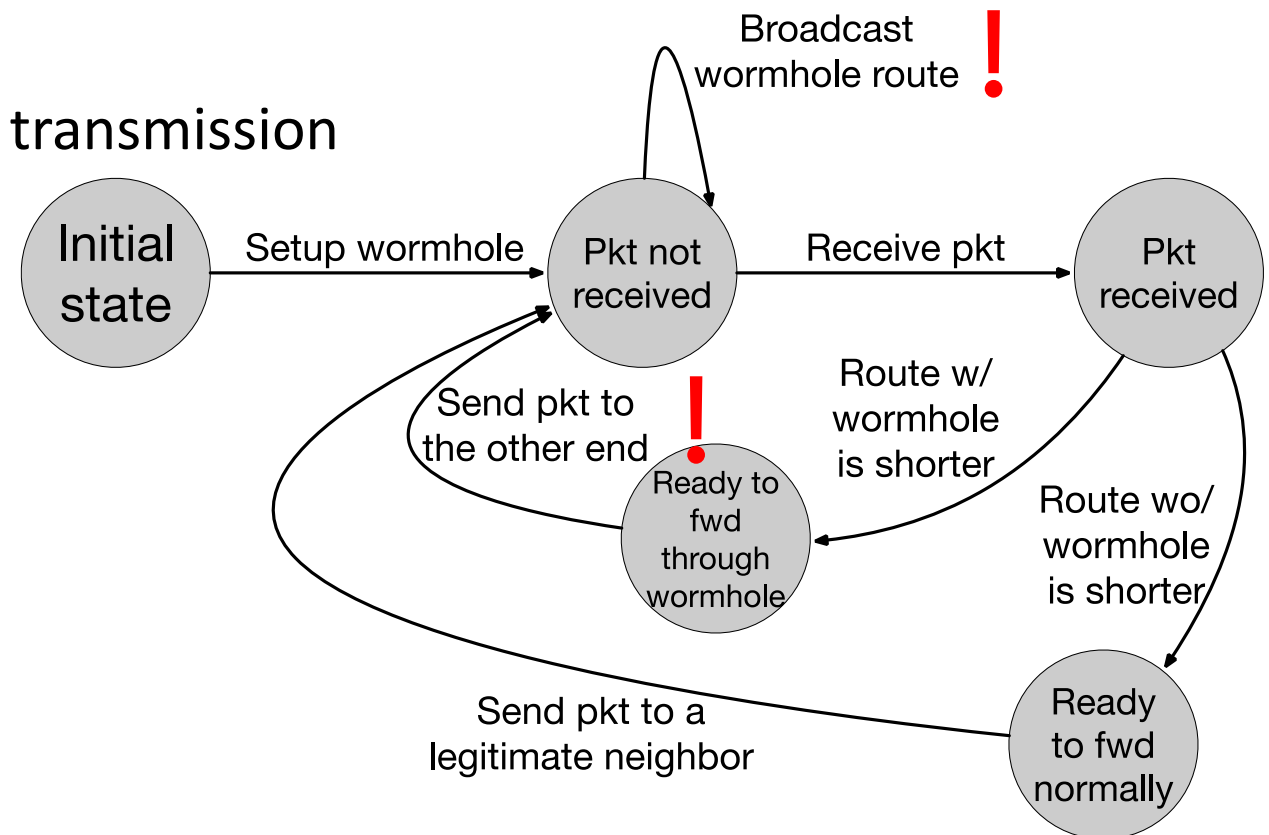 Broadcast
wormhole route
!
transmission
Initial
state
Setup wormhole
Pkt not
received
Receive pkt
Pkt
received
Send pkt to
the other end
!
Route w/
wormhole
is shorter
Ready to
fwd
through
wormhole
Route wo/
wormhole
is shorter
Send pkt to a
legitimate neighbor
Ready
to fwd
normally